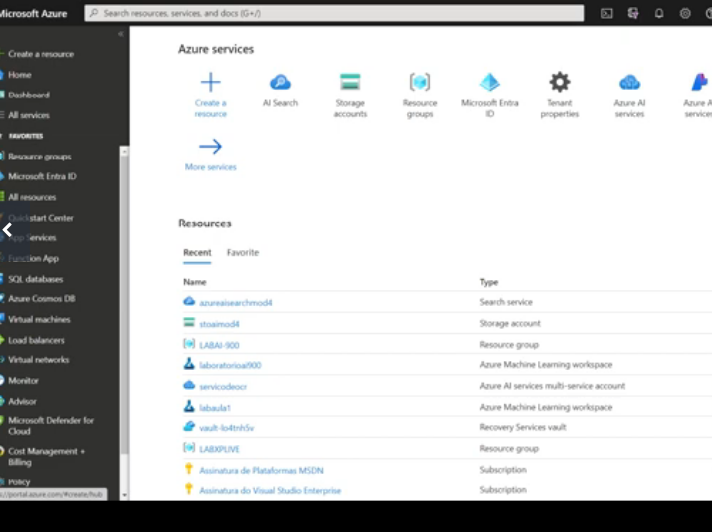 Microsoft Azure
Search resources, services, and docs (G+/)
Create a resource
Home
Dashboard
All services
FAVORITES
Resource groups
Microsoft Entra ID
All resources
Quickstart Center
App Services
Function App
SQL databases
Azure Cosmos DB
Virtual machines
Load balancers
Virtual networks
Monitor
Advisor
Microsoft Defender for
Cloud
Cost Management +
Billing
Policy
://portal.azure.com/#create/hub
Azure services
Create a
resource
AI Search
Storage
accounts
Resource
groups
Microsoft Entra
ID
Tenant
properties
Azure AI
services
Azure A
service
More services
Resources
Recent
Favorite
Name Type
azureaisearchmod4 Search service
stoaimod4 Storage account
LABAI-900 Resource group
laboratorioai900 Azure Machine Learning workspace
servicodeocr Azure AI services multi-service account
labaula1 Azure Machine Learning workspace
vault-lo4tnh5v Recovery Services vault
LABXPLIVE Resource group
Assinatura de Plataformas MSDN Subscription
Assinatura do Visual Studio Enterprise Subscription